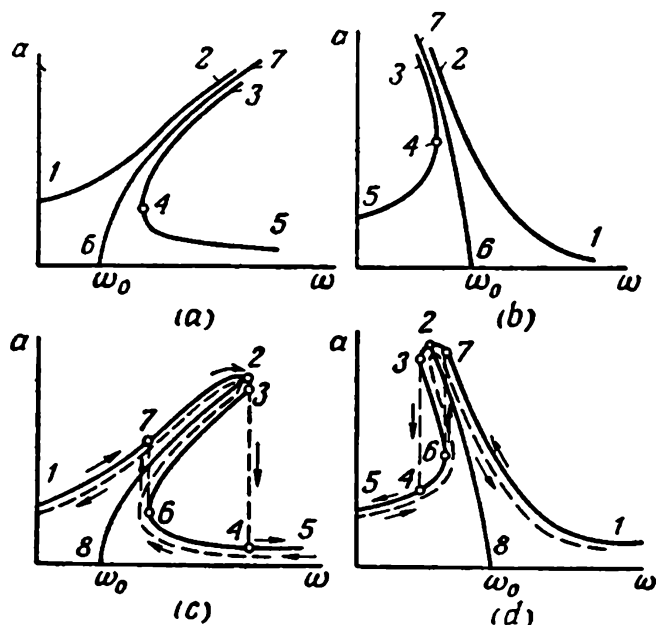 a 2 7 3 1 4 5 6 ω₀ ω
(a)
a 7 3 2 4 5 6 1 ω₀ ω
(b)
a 2 3 7 1 6 4 5 8 ω₀ ω
(c)
a 2 3 7 6 5 4 1 8 ω₀ ω
(d)